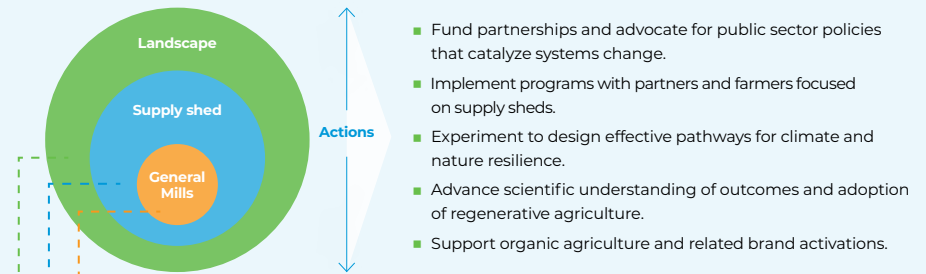 Landscape
Supply shed
General
Mills
Actions
Fund partnerships and advocate for public sector policies
that catalyze systems change.
Implement programs with partners and farmers focused
on supply sheds.
Experiment to design effective pathways for climate and
nature resilience.
Advance scientific understanding of outcomes and adoption
of regenerative agriculture.
Support organic agriculture and related brand activations.